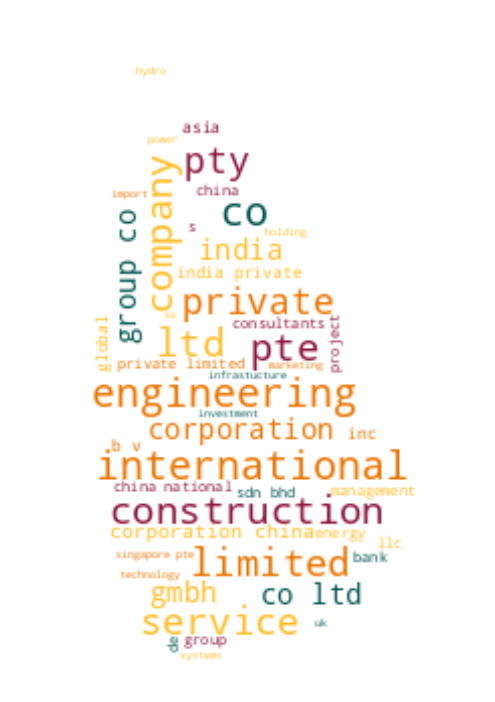 hydro
asia
power
pty
company
china
import
co
group co
s
holding
india
india private
private
sa
consultants
global
ltd
pte
project
private limited
marketing
infrastucture
engineering
investment
corporation
inc
b v
international
china national
sdn bhd
management
construction
corporation china
energy
llc
singapore pte
limited
bank
technology
gmbh
co ltd
service
uk
de
group
systems